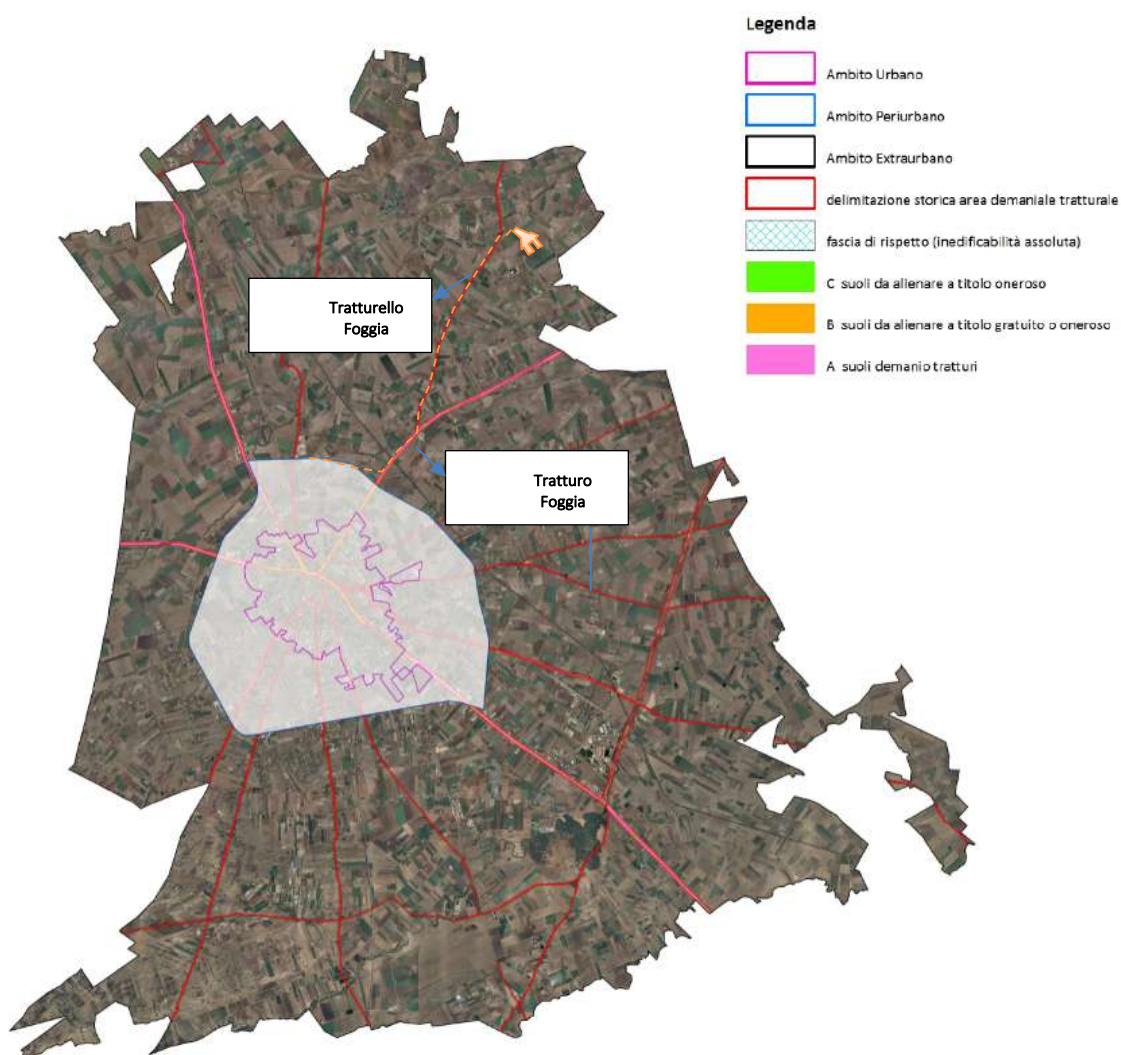 Legenda
Ambito Urbano
Ambito Periurbano
Ambito Extraurbano
delimitazione storica area demaniale tratturale
fascia di rispetto (inedificabilità assoluta)
C suoli da alienare a titolo oneroso
B suoli da alienare a titolo gratuito o oneroso
A suoli demanio tratturi
Tratturello
Foggia
Tratturo
Foggia